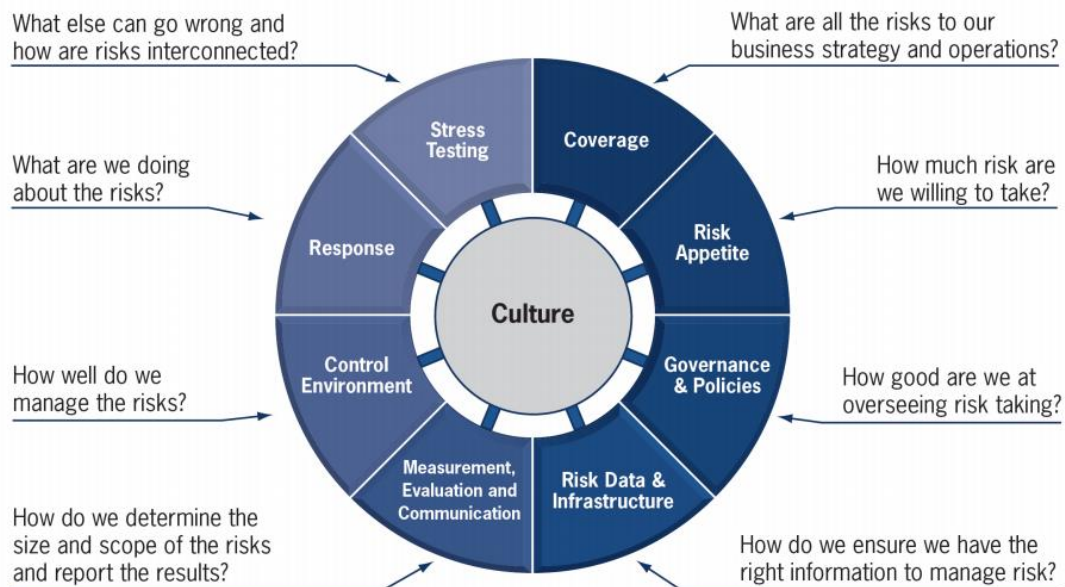 What else can go wrong and
how are risks interconnected?
What are all the risks to our
business strategy and operations?
Stress
Testing
Coverage
What are we doing
about the risks?
How much risk are
we willing to take?
Response
Risk
Appetite
Culture
How well do we
manage the risks?
Control
Environment
Governance
& Policies
How good are we at
overseeing risk taking?
Measurement,
Evaluation and
Communication
Risk Data &
Infrastructure
How do we determine the
size and scope of the risks
and report the results?
How do we ensure we have the
right information to manage risk?